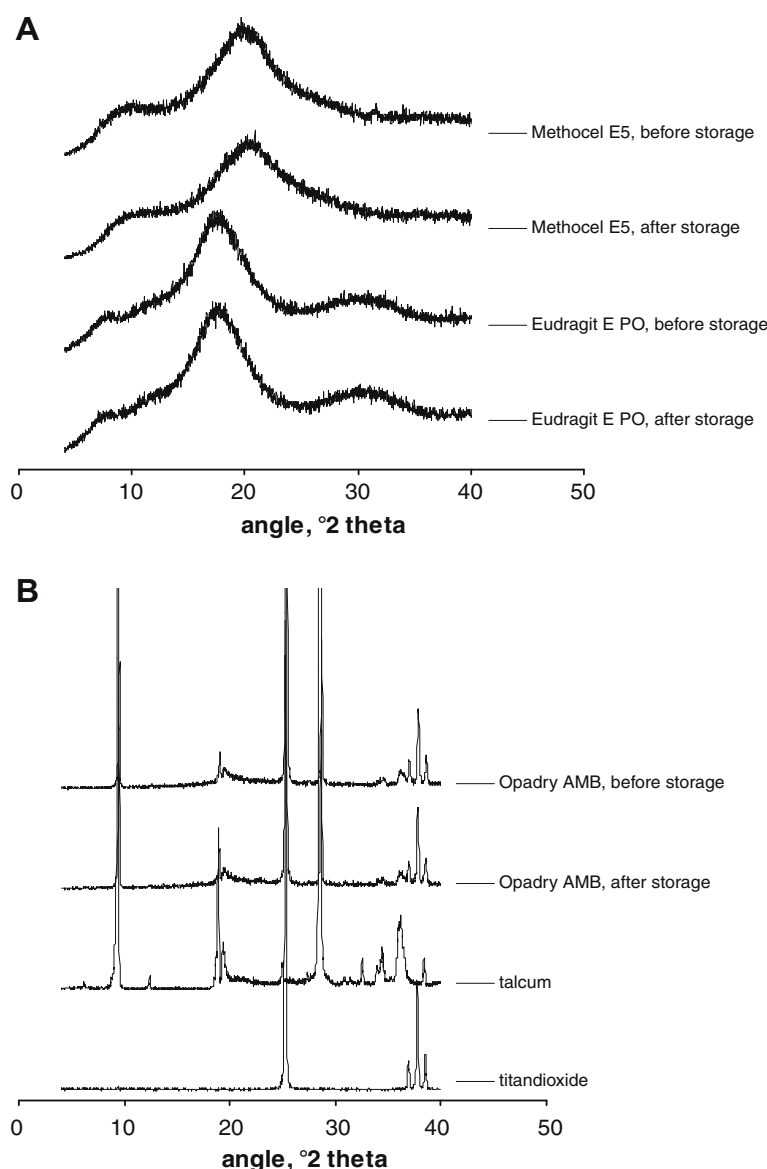 A
Methocel E5, before storage
Methocel E5, after storage
Eudragit E PO, before storage
Eudragit E PO, after storage
0 10 20 30 40 50
angle, °2 theta
B
Opadry AMB, before storage
Opadry AMB, after storage
talcum
titandioxide
0 10 20 30 40 50
angle, °2 theta